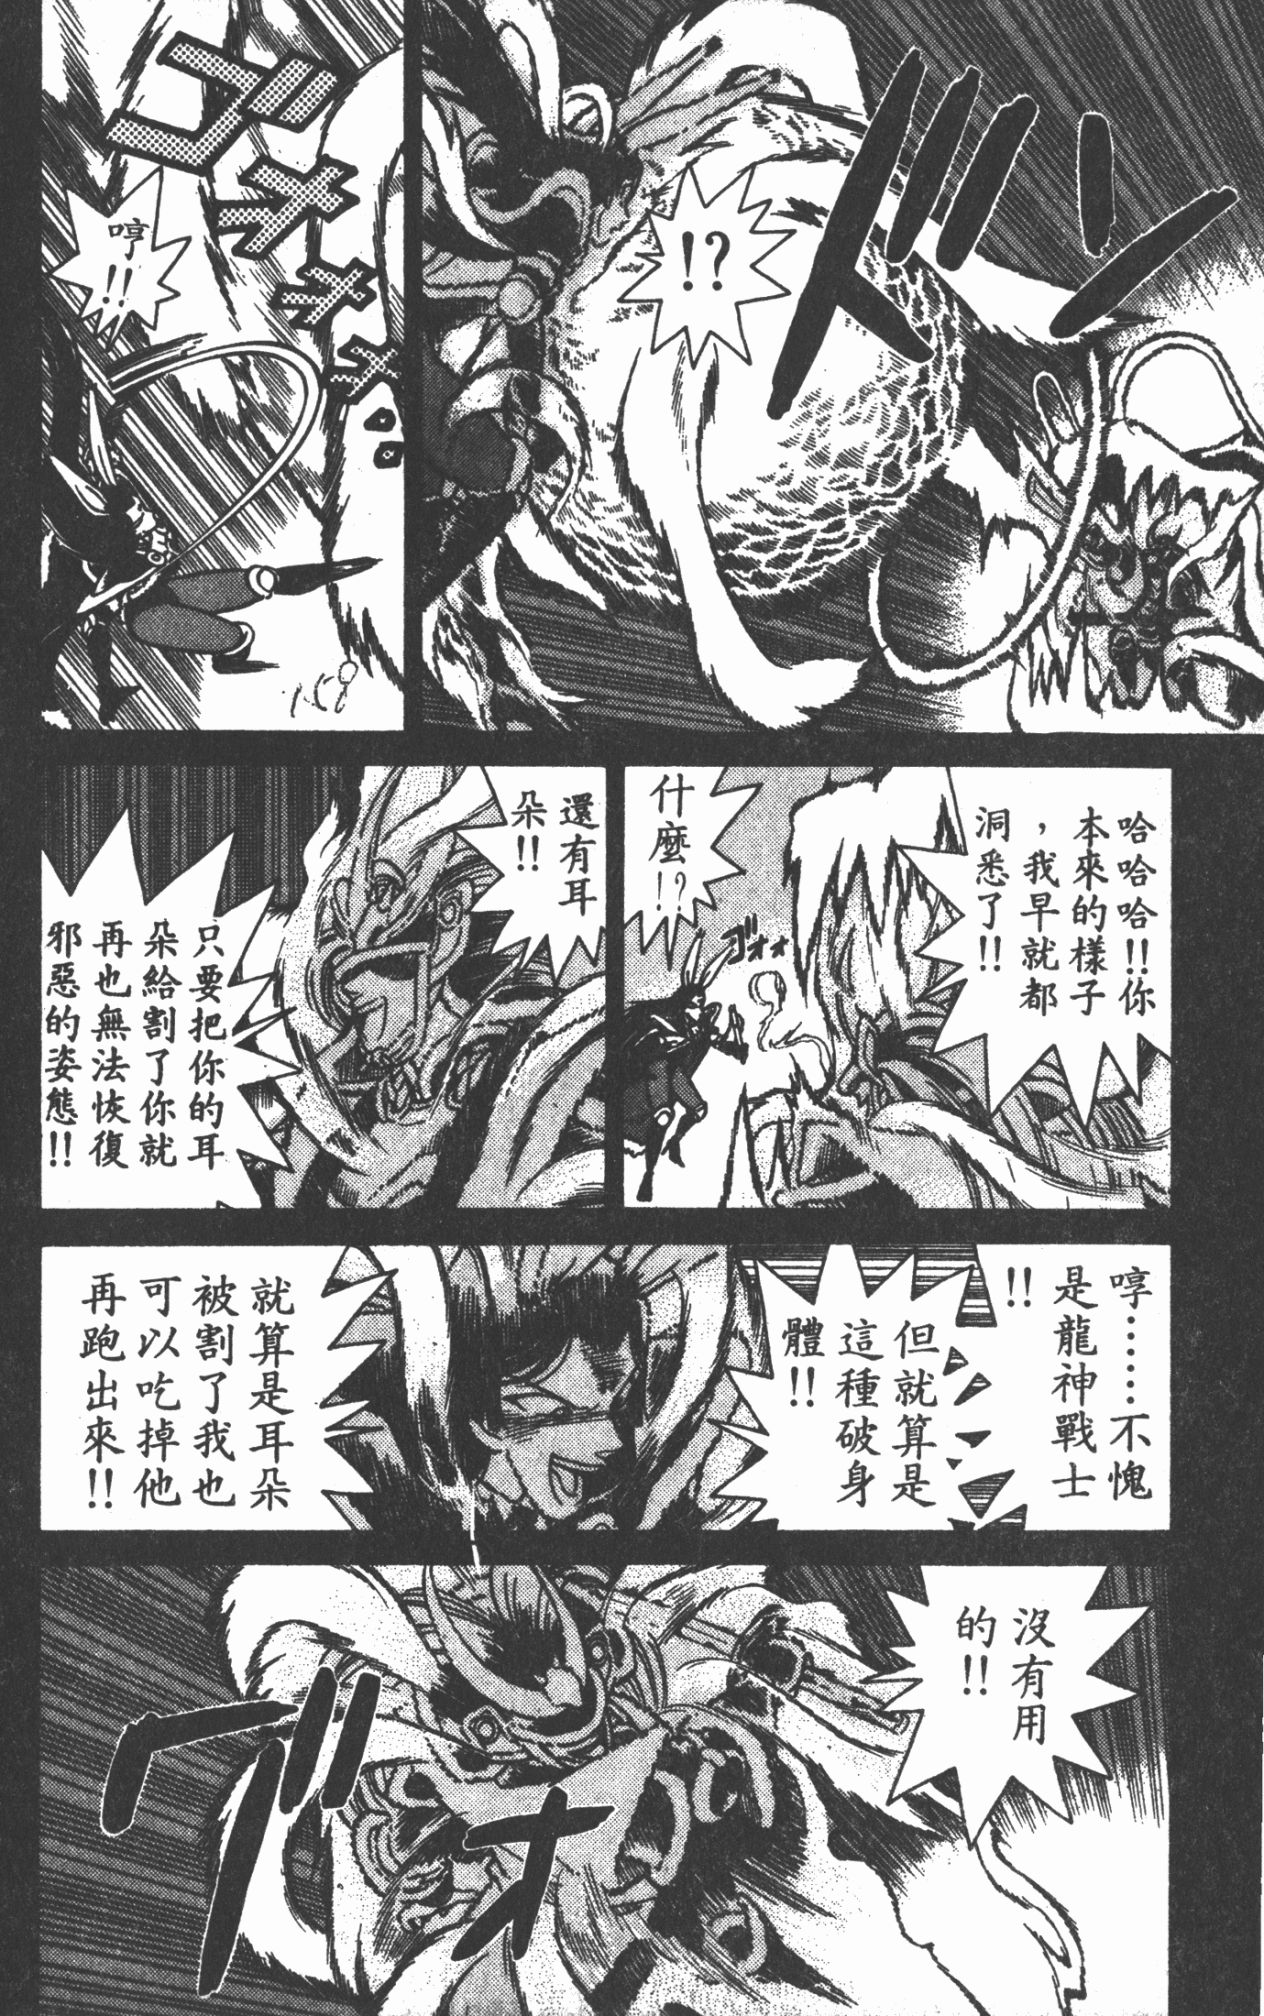 ドン
!?
ゴオオオ...
哼!!
哈哈哈!!你
本來的樣子
，我早就都
洞悉了!!
ゴオオ
什麼!?
還有耳
朵!!
只要把你的耳
朵給割了你就
再也無法恢復
邪惡的姿態!!
哼……不愧
是龍神戰士
!!
但就算是
這種破身
體!!
就算是耳朵
被割了我也
可以吃掉他
再跑出來!!
沒有用
的!!
グオ